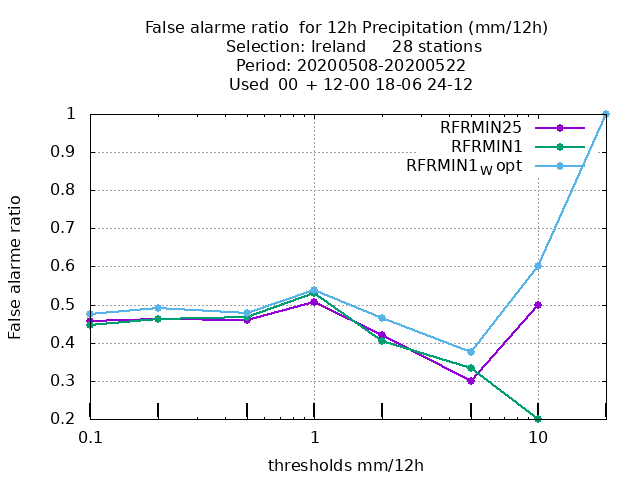 False alarme ratio  for 12h Precipitation (mm/12h)
Selection: Ireland     28 stations
Period: 20200508-20200522
Used  00  + 12-00 18-06 24-12
RFRMIN25
RFRMIN1
RFRMIN1W opt
False alarme ratio
1
0.9
0.8
0.7
0.6
0.5
0.4
0.3
0.2
0.1 1 10
thresholds mm/12h